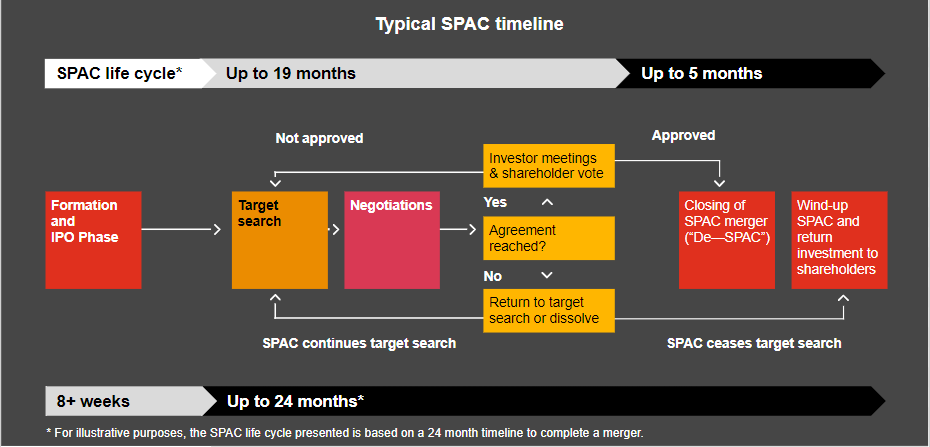 Typical SPAC timeline
SPAC life cycle*
Up to 19 months
Up to 5 months
Not approved
Approved
Investor meetings
& shareholder vote
Formation
and
IPO Phase
Target
search
Negotiations
Yes
Agreement
reached?
No
Return to target
search or dissolve
Closing of
SPAC merger
(“De—SPAC”)
Wind-up
SPAC and
return
investment to
shareholders
SPAC continues target search
SPAC ceases target search
8+ weeks
Up to 24 months*
* For illustrative purposes, the SPAC life cycle presented is based on a 24 month timeline to complete a merger.